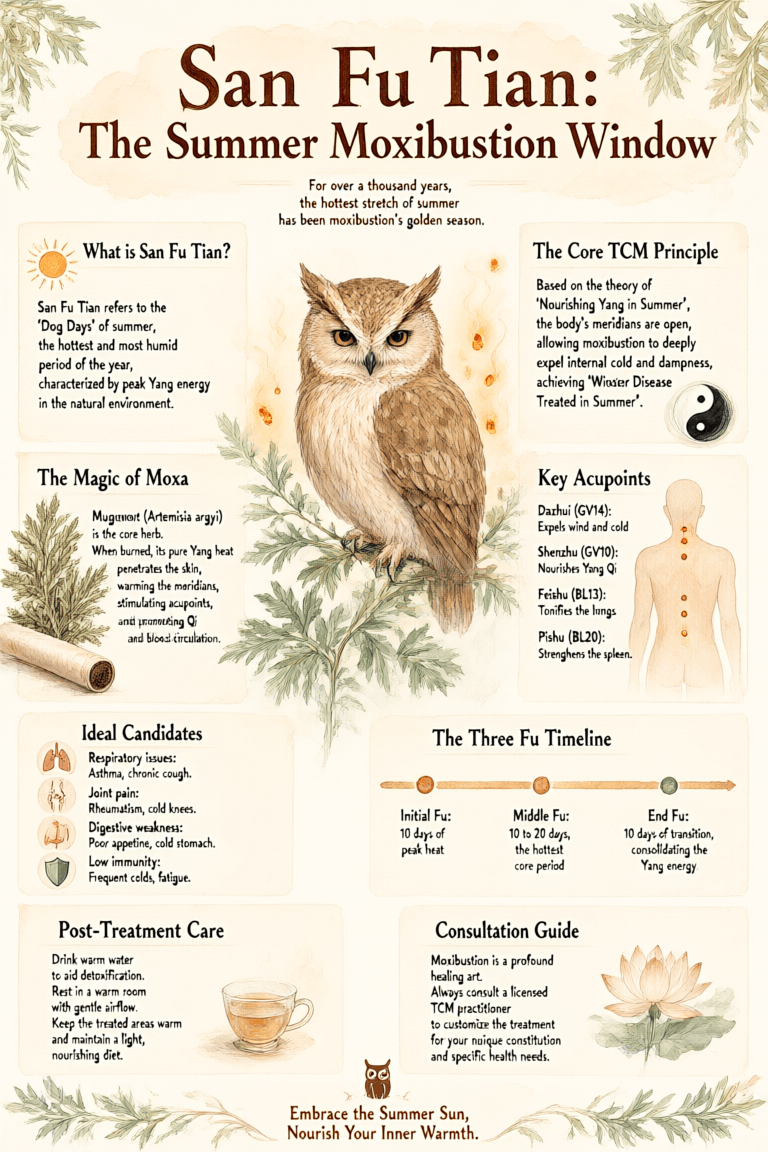 San Fu Tian:
The Summer Moxibustion Window
For over a thousand years,
the hottest stretch of summer
has been moxibustion's golden season.
What is San Fu Tian?
San Fu Tian refers to the
'Dog Days' of summer,
the hottest and most humid
period of the year,
characterized by peak Yang energy
in the natural environment.
The Core TCM Principle
Based on the theory of
'Nourishing Yang in Summer',
the body's meridians are open,
allowing moxibustion to deeply
expel internal cold and dampness,
achieving 'Disease
Treated in Summer'.
The Magic of Moxa
(Artemisia argyi)
is the core herb.
When burned, its pure Yang heat
penetrates the skin,
warming the meridians,
stimulating acupoints,
and promoting Qi
and blood circulation.
Key Acupoints
Dazhui (GV14):
Expels wind and cold
Shenzhu (GV10):
Nourishes Yang Qi
Feishu (BL13):
Tonifies the lungs
Pishu (BL20):
Strenghens the spleen.
Ideal Candidates
Respiratory issues:
Asthma, chronic cough.
Joint pain:
Rheumatism, cold knees.
Digestive weakness:
Poor appetine, cold stomach.
Low immunity:
Frequent colds, fatigue.
The Three Fu Timeline
Initial Fu:
10 days of
peak heat
Middle Fu:
10 to 20 days,
the hottest
core period
End Fu:
10 days of transition,
consolidating the
Yang energy
Post-Treatment Care
Drink warm water
to aid detoxification.
Rest in a warm room
with gentle airflow.
Keep the treated areas warm
and maintain a light,
nourishing diet.
Consultation Guide
Moxibustion is a profound
healing art.
Always consult a licensed
TCM practitioner
to customize the treatment
for your nuique constitution
and specific health needs.
Embrace the Summer Sun,
Nourish Your Inner Warmth.